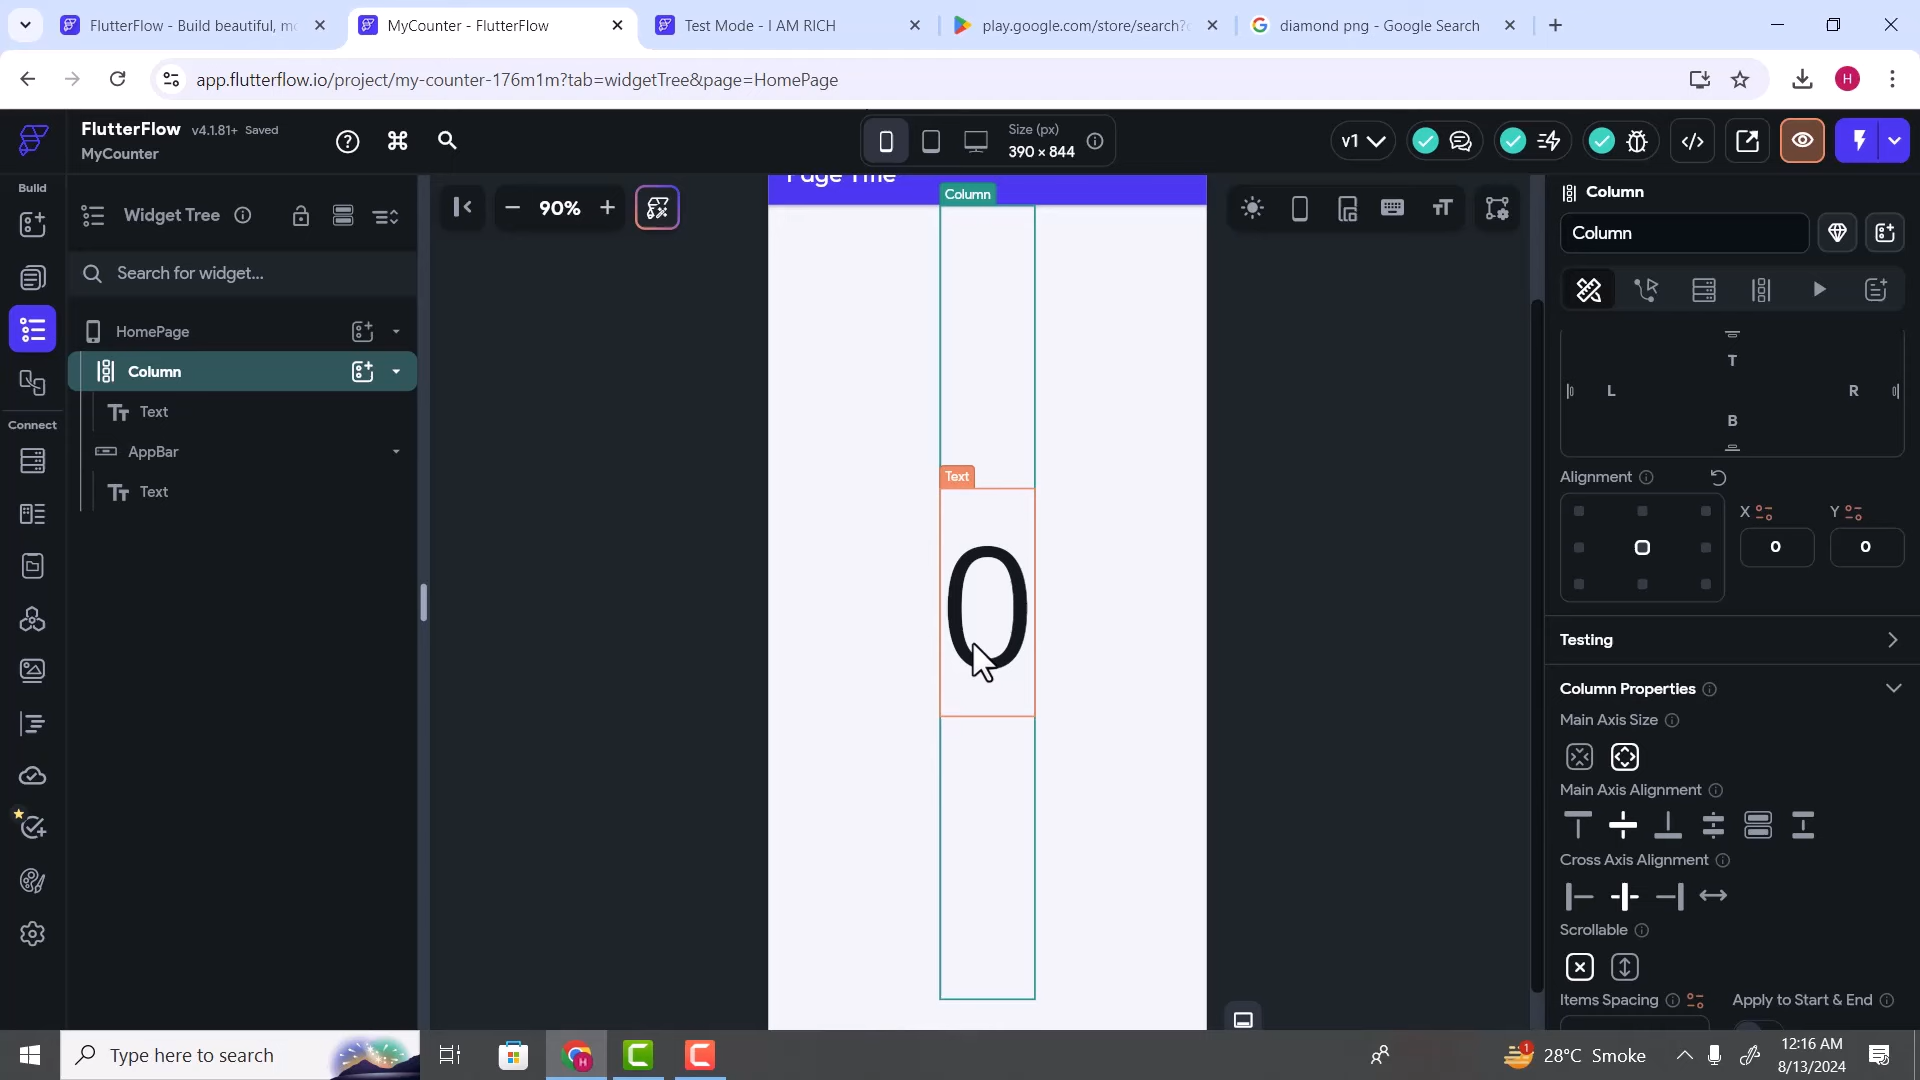 FlutterFlow - Build beautiful, mo
MyCounter - FlutterFlow
Test Mode - I AM RICH
play.google.com/store/search?c
diamond png - Google Search
app.flutterflow.io/project/my-counter-176m1m?tab=widgetTree&page=HomePage
H
FlutterFlow v4.1.81+ Saved
MyCounter
Size (px)
390 × 844
v1
Build
Widget Tree
90%
Page Title
Column
Column
Column
Search for widget...
HomePage
Column
Text
AppBar
Text
Connect
Text
0
T
L
R
B
Alignment
X
Y
0
0
Testing
Column Properties
Main Axis Size
Main Axis Alignment
Cross Axis Alignment
Scrollable
Items Spacing
Apply to Start & End
Type here to search
H
1
28°C Smoke
12:16 AM
8/13/2024